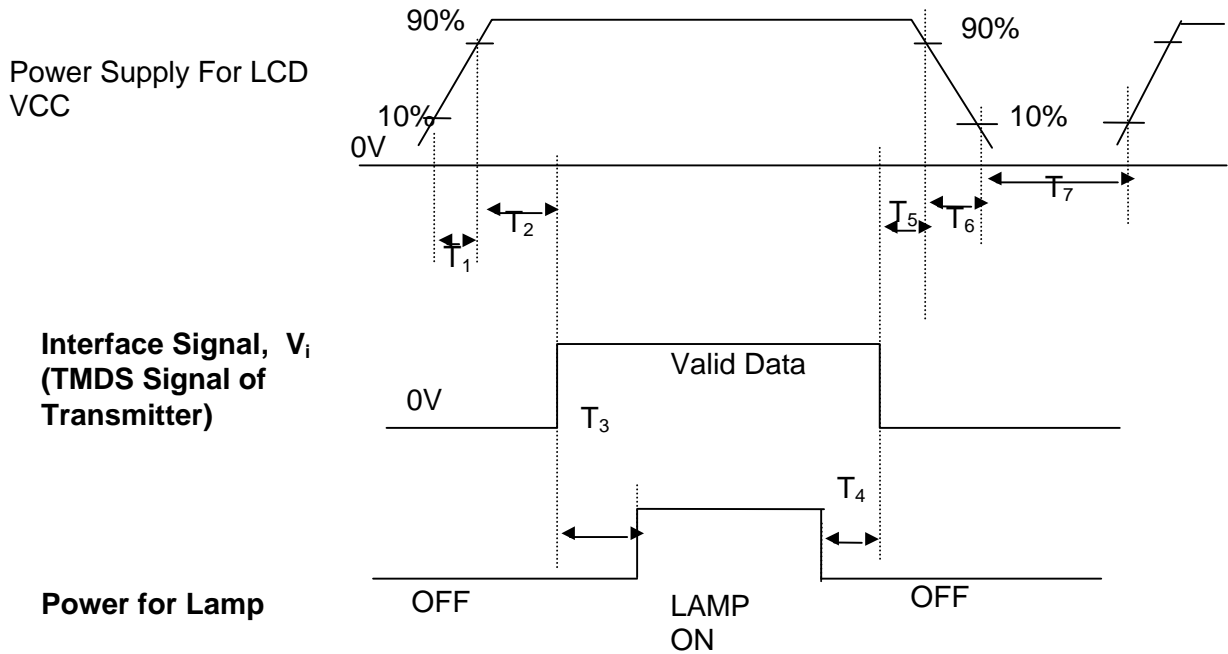 90%
90%
Power Supply For LCD
VCC
10%
10%
0V
T7
T2
T5
T6
T1
Interface Signal, Vi
(TMDS Signal of
Transmitter)
Valid Data
0V
T3
T4
Power for Lamp
OFF
LAMP
ON
OFF